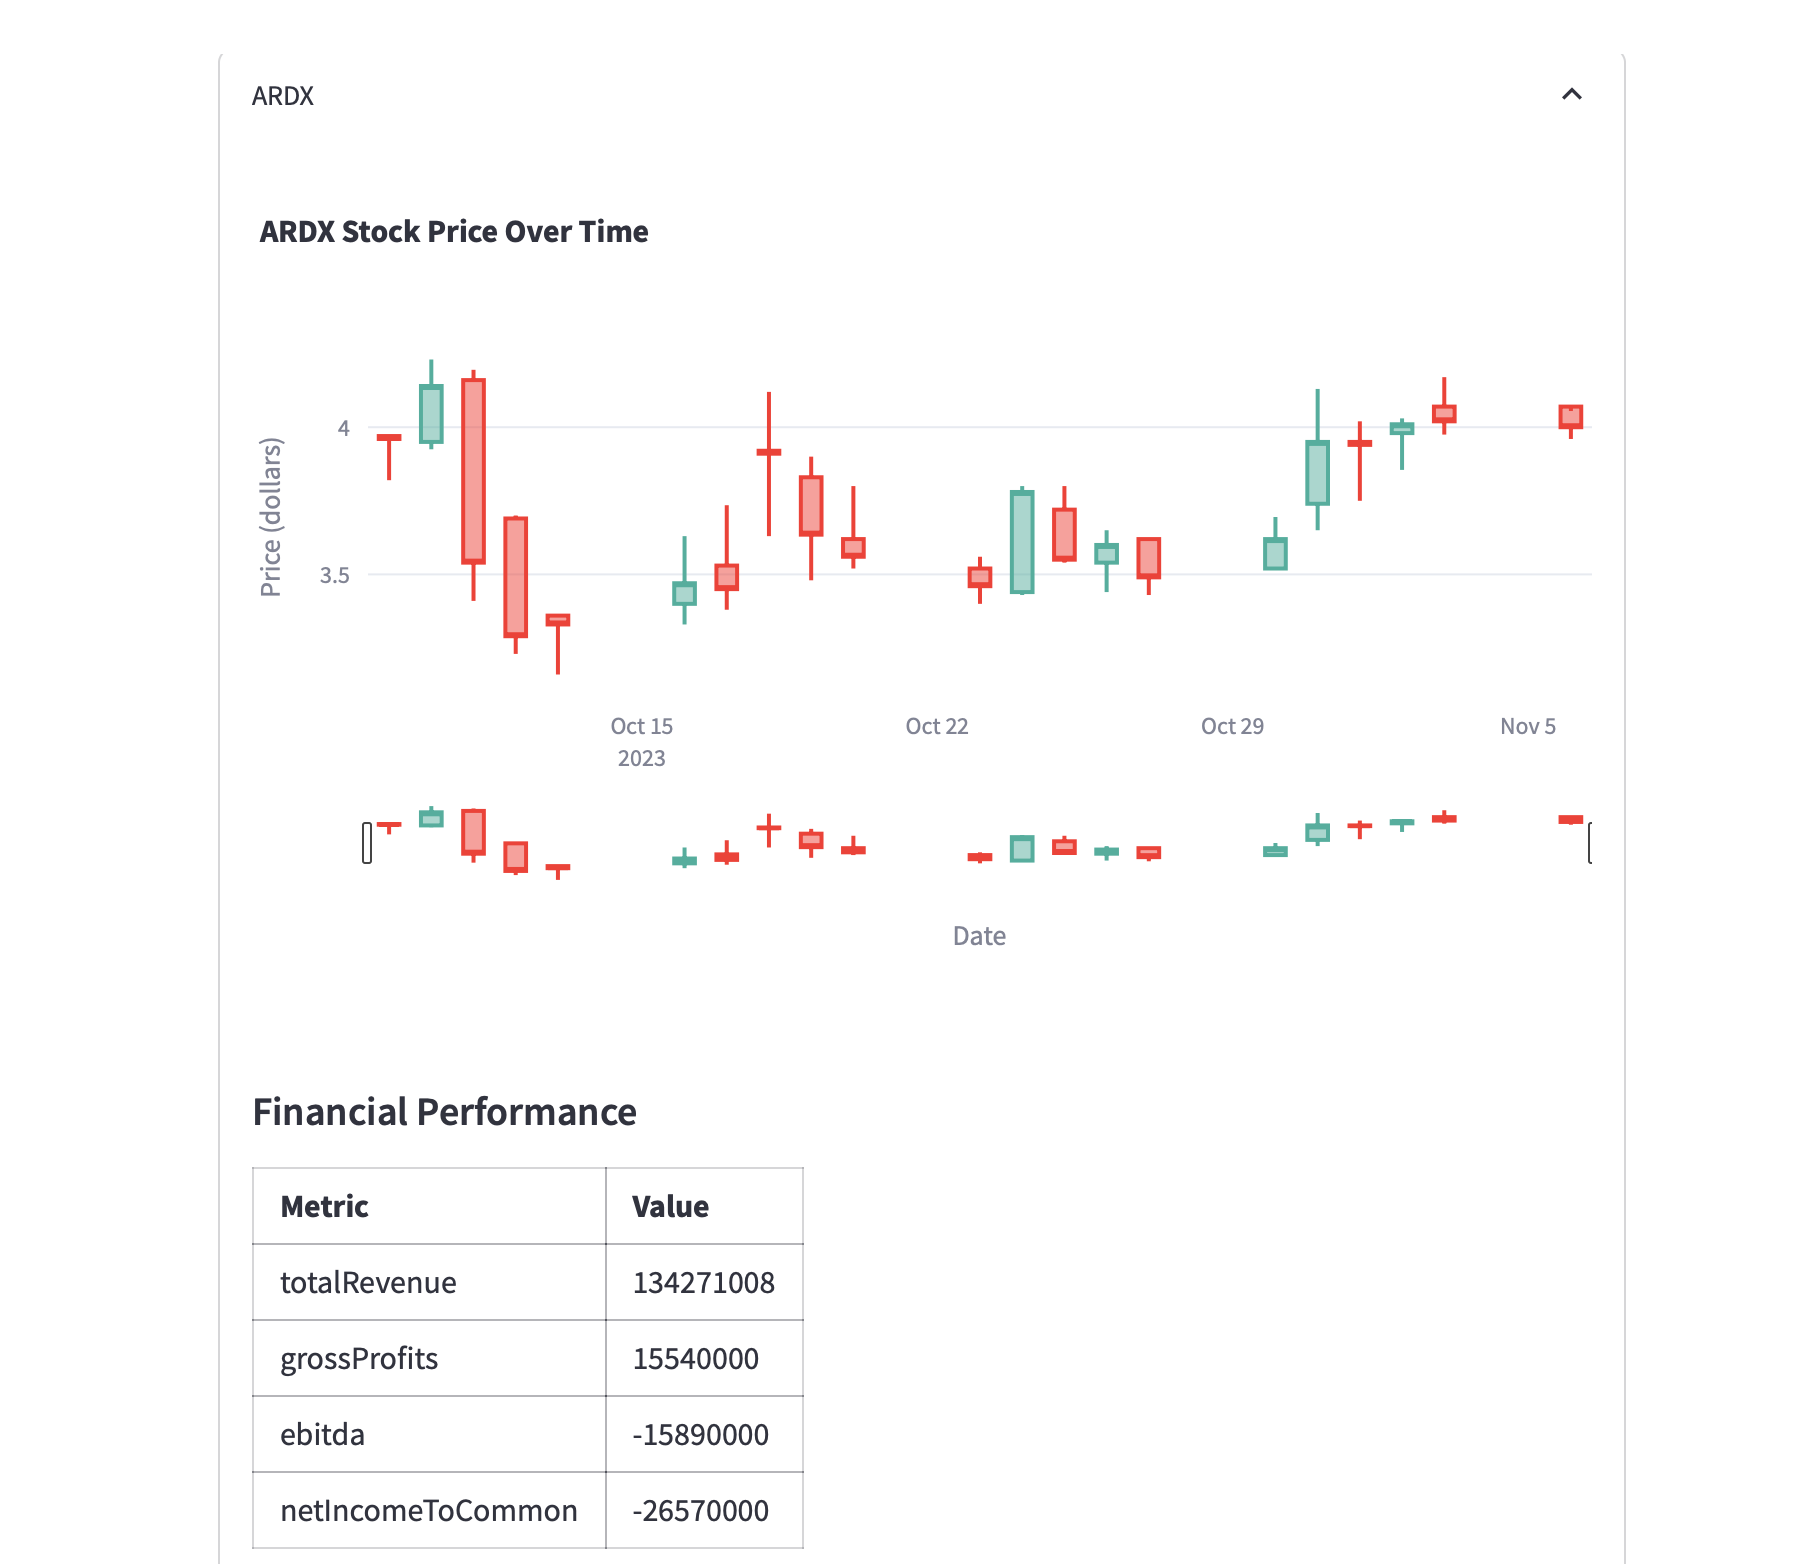 ARDX
ARDX Stock Price Over Time
Price (dollars)
4
3.5
Oct 15 Oct 22 Oct 29 Nov 5
2023
Date
Financial Performance
Metric Value
totalRevenue 134271008
grossProfits 15540000
ebitda -15890000
netIncomeToCommon -26570000